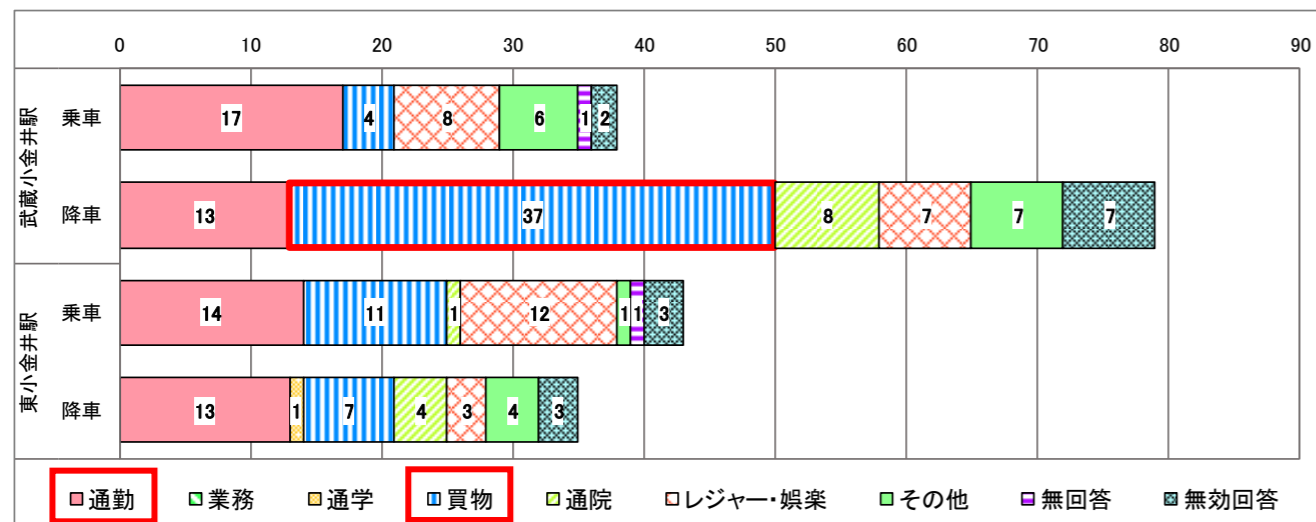 0 10 20 30 40 50 60 70 80 90
武蔵小金井駅
乗車 17 4 8 6 1 2
降車 13 37 8 7 7 7
東小金井駅
乗車 14 11 1 12 1 1 3
降車 13 1 7 4 3 4 3
通勤 業務 通学 買物 通院 レジャー・娯楽 その他 無回答 無効回答